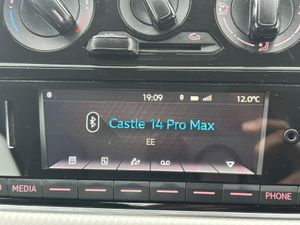 19:09 12.0°C
Castle 14 Pro Max
EE
MEDIA PHONE